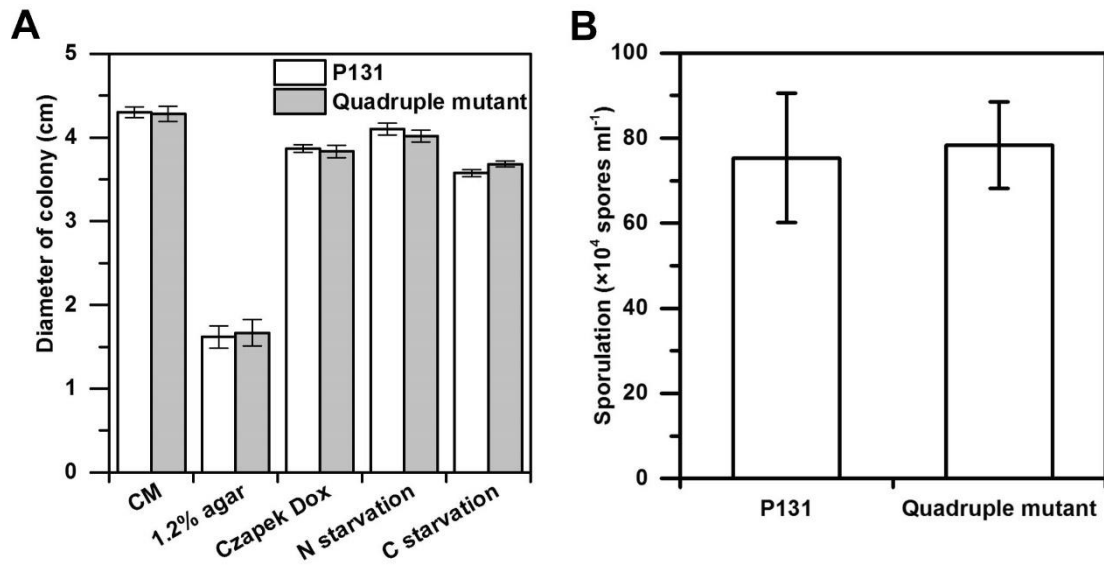 A
Diameter of colony (cm)
5
4
3
2
1
0
P131
Quadruple mutant
CM
1.2% agar
Czapek Dox
N starvation
C starvation
B
Sporulation (×10⁴ spores ml⁻¹)
100
80
60
40
20
0
P131
Quadruple mutant